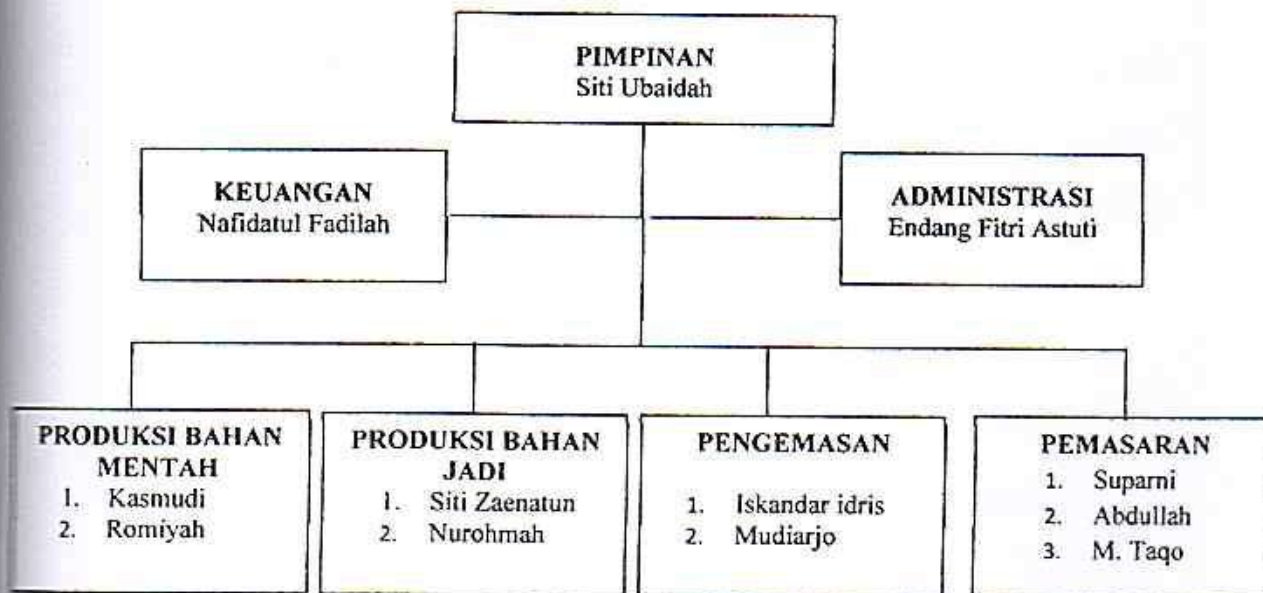 PIMPINAN
Siti Ubaidah
KEUANGAN
Nafidatul Fadilah
ADMINISTRASI
Endang Fitri Astuti
PRODUKSI BAHAN
MENTAH
1. Kasmudi
2. Romiyah
PRODUKSI BAHAN
JADI
1. Siti Zaenatun
2. Nurohmah
PENGEMASAN
1. Iskandar idris
2. Mudiarjo
PEMASARAN
1. Suparni
2. Abdullah
3. M. Taqo